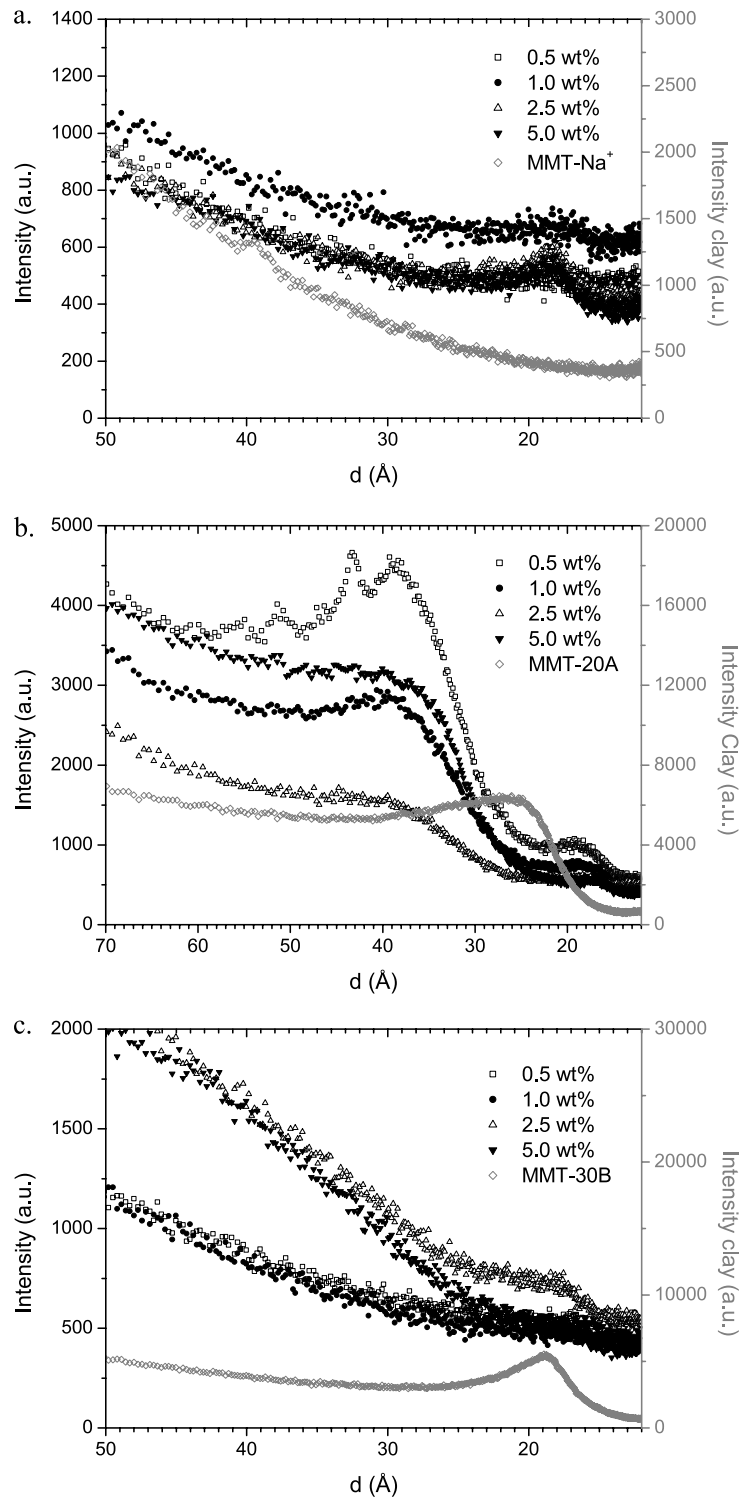 a.
1400
1200
1000
800
600
400
200
0
Intensity (a.u.)
3000
2500
2000
1500
1000
500
0
Intensity clay (a.u.)
0.5 wt%
1.0 wt%
2.5 wt%
5.0 wt%
MMT-Na⁺
50 40 30 20
d (Å)
b.
5000
4000
3000
2000
1000
0
Intensity (a.u.)
20000
16000
12000
8000
4000
0
Intensity Clay (a.u.)
0.5 wt%
1.0 wt%
2.5 wt%
5.0 wt%
MMT-20A
70 60 50 40 30 20
d (Å)
c.
2000
1500
1000
500
0
Intensity (a.u.)
30000
20000
10000
0
Intensity clay (a.u.)
0.5 wt%
1.0 wt%
2.5 wt%
5.0 wt%
MMT-30B
50 40 30 20
d (Å)